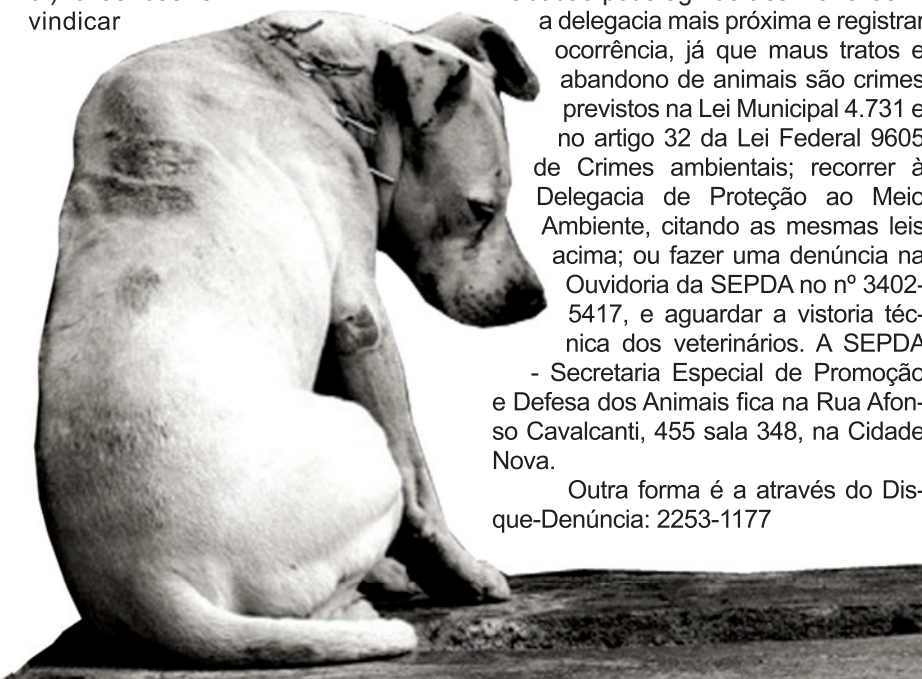 vindicar
a delegacia mais próxima e registrar
ocorrência, já que maus tratos e
abandono de animais são crimes
previstos na Lei Municipal 4.731 e
no artigo 32 da Lei Federal 9605
de Crimes ambientais; recorrer à
Delegacia de Proteção ao Meio
Ambiente, citando as mesmas leis
acima; ou fazer uma denúncia na
Ouvidoria da SEPDA no nº 3402-
5417, e aguardar a vistoria téc-
nica dos veterinários. A SEPDA
- Secretaria Especial de Promoção
e Defesa dos Animais fica na Rua Afon-
so Cavalcanti, 455 sala 348, na Cidade
Nova.
Outra forma é a através do Dis-
que-Denúncia: 2253-1177